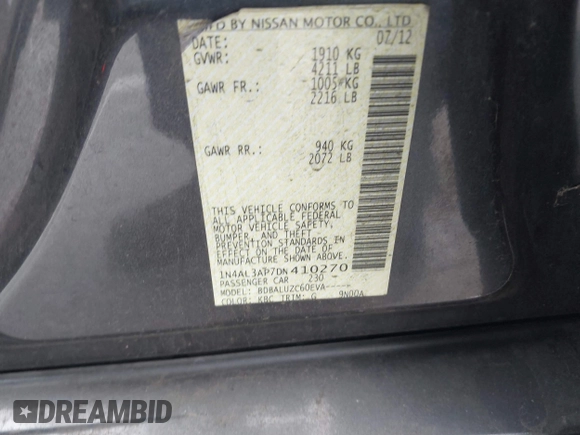 MFD BY NISSAN MOTOR CO., LTD.
DATE: 07/12
GVWR: 1910 KG
4211 LB
GAWR FR.: 1005 KG
2216 LB
GAWR RR.: 940 KG
2072 LB
THIS VEHICLE CONFORMS TO
ALL APPLICABLE FEDERAL
MOTOR VEHICLE SAFETY,
BUMPER, AND THEFT
PREVENTION STANDARDS IN
EFFECT ON THE DATE OF
MANUFACTURE SHOWN ABOVE.
1N4AL3AP7DN410270
PASSENGER CAR 230
MODEL: BDBALUZC60EVA-----
COLOR: KBC TRIM: G 9N00A
DREAMBID